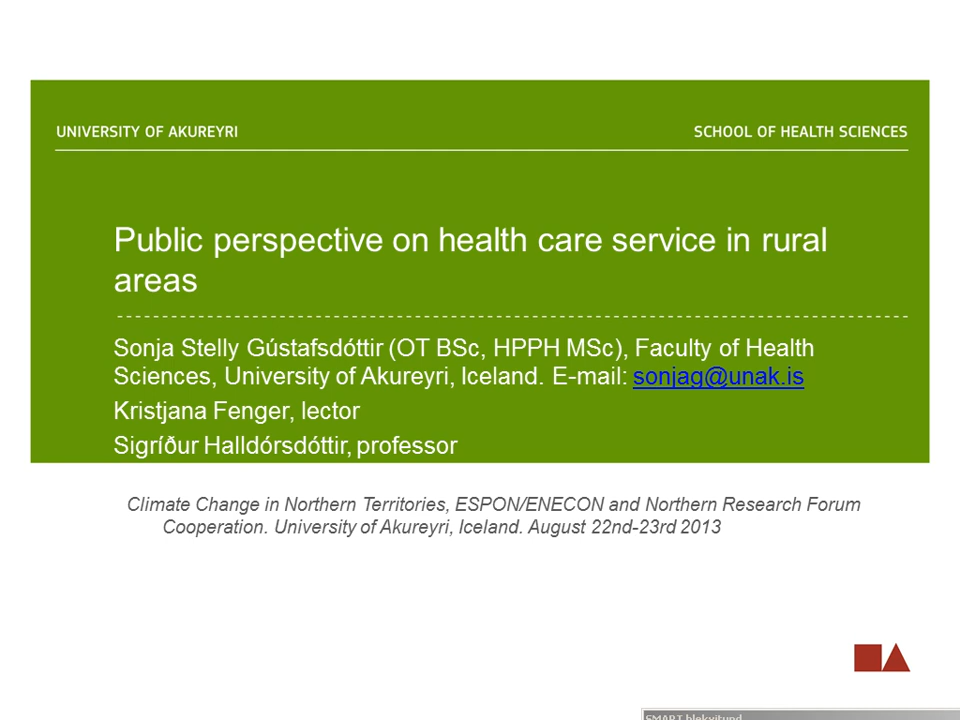 UNIVERSITY OF AKUREYRI
SCHOOL OF HEALTH SCIENCES
Public perspective on health care service in rural
areas
Sonja Stelly Gústafsdóttir (OT BSc, HPPH MSc), Faculty of Health
Sciences, University of Akureyri, Iceland. E-mail: sonjag@unak.is
Kristjana Fenger, lector
Sigríður Halldórsdóttir, professor
Climate Change in Northern Territories, ESPON/ENECON and Northern Research Forum
Cooperation. University of Akureyri, Iceland. August 22nd-23rd 2013
SMART blekvitund